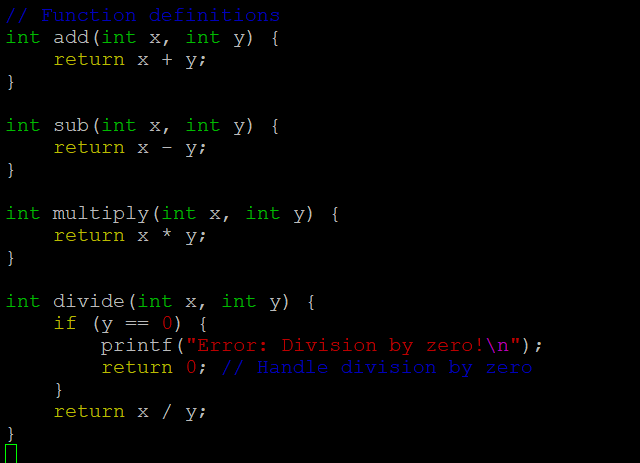 // Function definitions
int add(int x, int y) {
    return x + y;
}

int sub(int x, int y) {
    return x - y;
}

int multiply(int x, int y) {
    return x * y;
}

int divide(int x, int y) {
    if (y == 0) {
        printf("Error: Division by zero!\n");
        return 0; // Handle division by zero
    }
    return x / y;
}